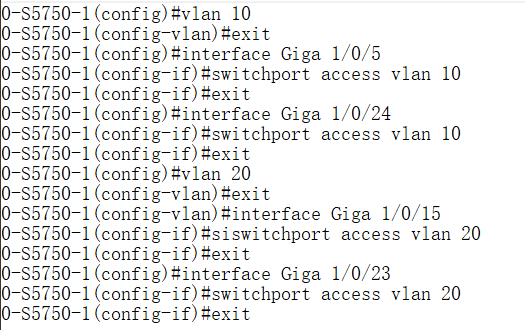 0-S5750-1(config)#vlan 10
0-S5750-1(config-vlan)#exit
0-S5750-1(config)#interface Giga 1/0/5
0-S5750-1(config-if)#switchport access vlan 10
0-S5750-1(config-if)#exit
0-S5750-1(config)#interface Giga 1/0/24
0-S5750-1(config-if)#switchport access vlan 10
0-S5750-1(config-if)#exit
0-S5750-1(config)#vlan 20
0-S5750-1(config-vlan)#exit
0-S5750-1(config-vlan)#interface Giga 1/0/15
0-S5750-1(config-if)#siswitchport access vlan 20
0-S5750-1(config-if)#exit
0-S5750-1(config)#interface Giga 1/0/23
0-S5750-1(config-if)#switchport access vlan 20
0-S5750-1(config-if)#exit